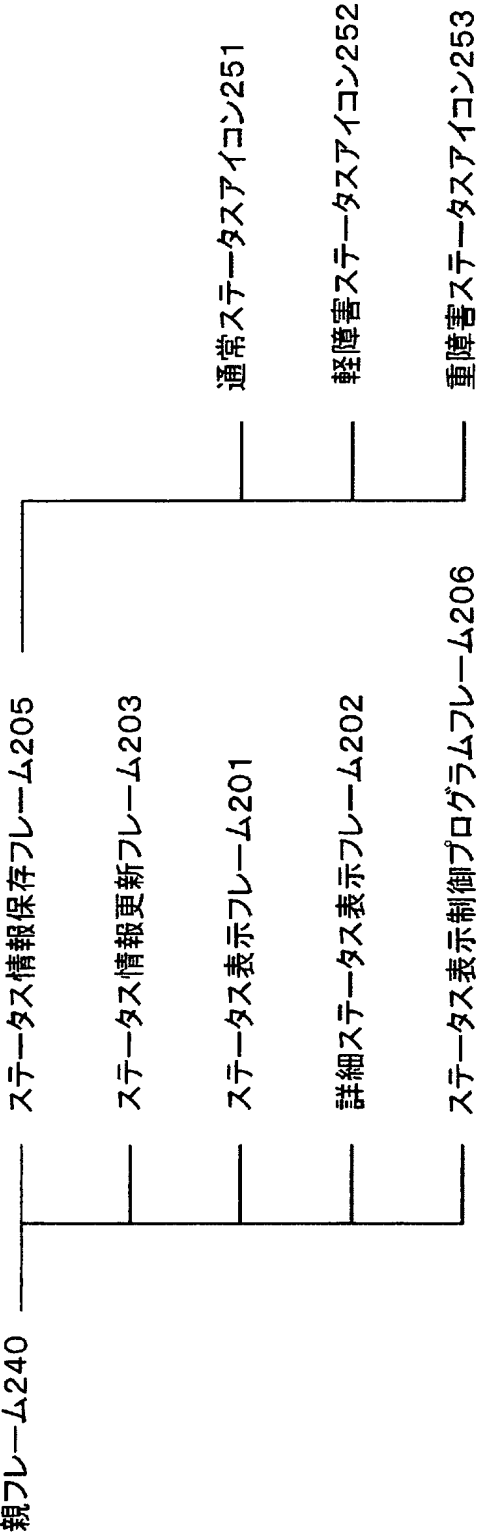 親フレーム240
ステータス情報保存フレーム205
ステータス情報更新フレーム203
ステータス表示フレーム201
詳細ステータス表示フレーム202
ステータス表示制御プログラムフレーム206
通常ステータスアイコン251
軽障害ステータスアイコン252
重障害ステータスアイコン253